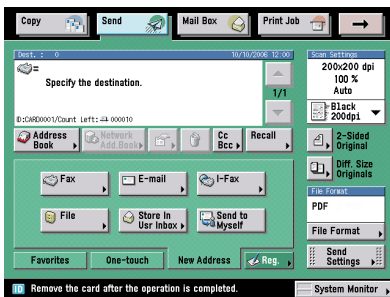 Copy
Send
Mail Box
Print Job
Dest. : 0
10/10/2006 12:00
Specify the destination.
1/1
ID:CARD0001/Count Left: 000010
Address Book
Network Add.Book
Cc Bcc
Recall
Fax
E-mail
I-Fax
File
Store In Usr Inbox
Send to Myself
Favorites
One-touch
New Address
Reg.
Scan Settings
200x200 dpi
100 %
Auto
Black
200dpi
2-Sided
Original
Diff. Size
Originals
File Format
PDF
File Format
Send
Settings
ID Remove the card after the operation is completed.
System Monitor